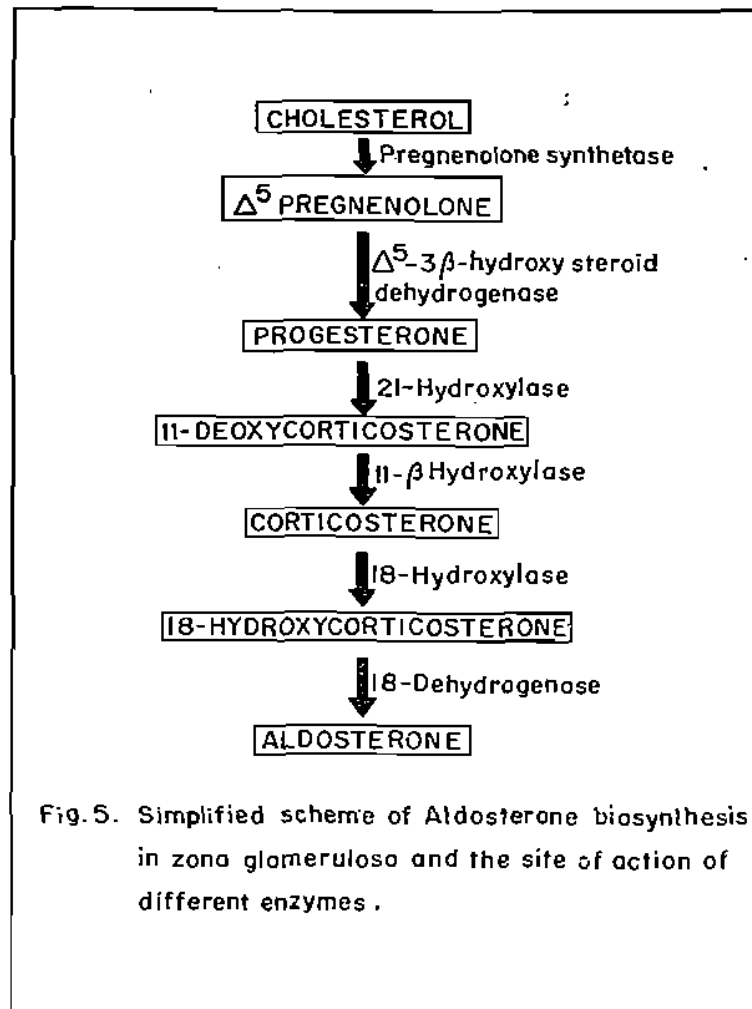 CHOLESTEROL
Pregnenolone synthetase
Δ⁵ PREGNENOLONE
Δ⁵-3β-hydroxy steroid
dehydrogenase
PROGESTERONE
21-Hydroxylase
11-DEOXYCORTICOSTERONE
11-β Hydroxylase
CORTICOSTERONE
18-Hydroxylase
18-HYDROXYCORTICOSTERONE
18-Dehydrogenase
ALDOSTERONE
Fig. 5. Simplified scheme of Aldosterone biosynthesis
in zona glomerulosa and the site of action of
different enzymes.